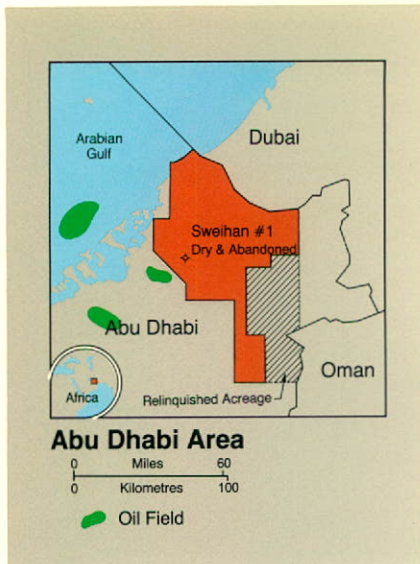 Arabian
Gulf
Dubai
Sweihan #1
Dry & Abandoned
Abu Dhabi
Africa
Oman
Relinquished Acreage
Abu Dhabi Area
0 Miles 60
0 Kilometres 100
Oil Field